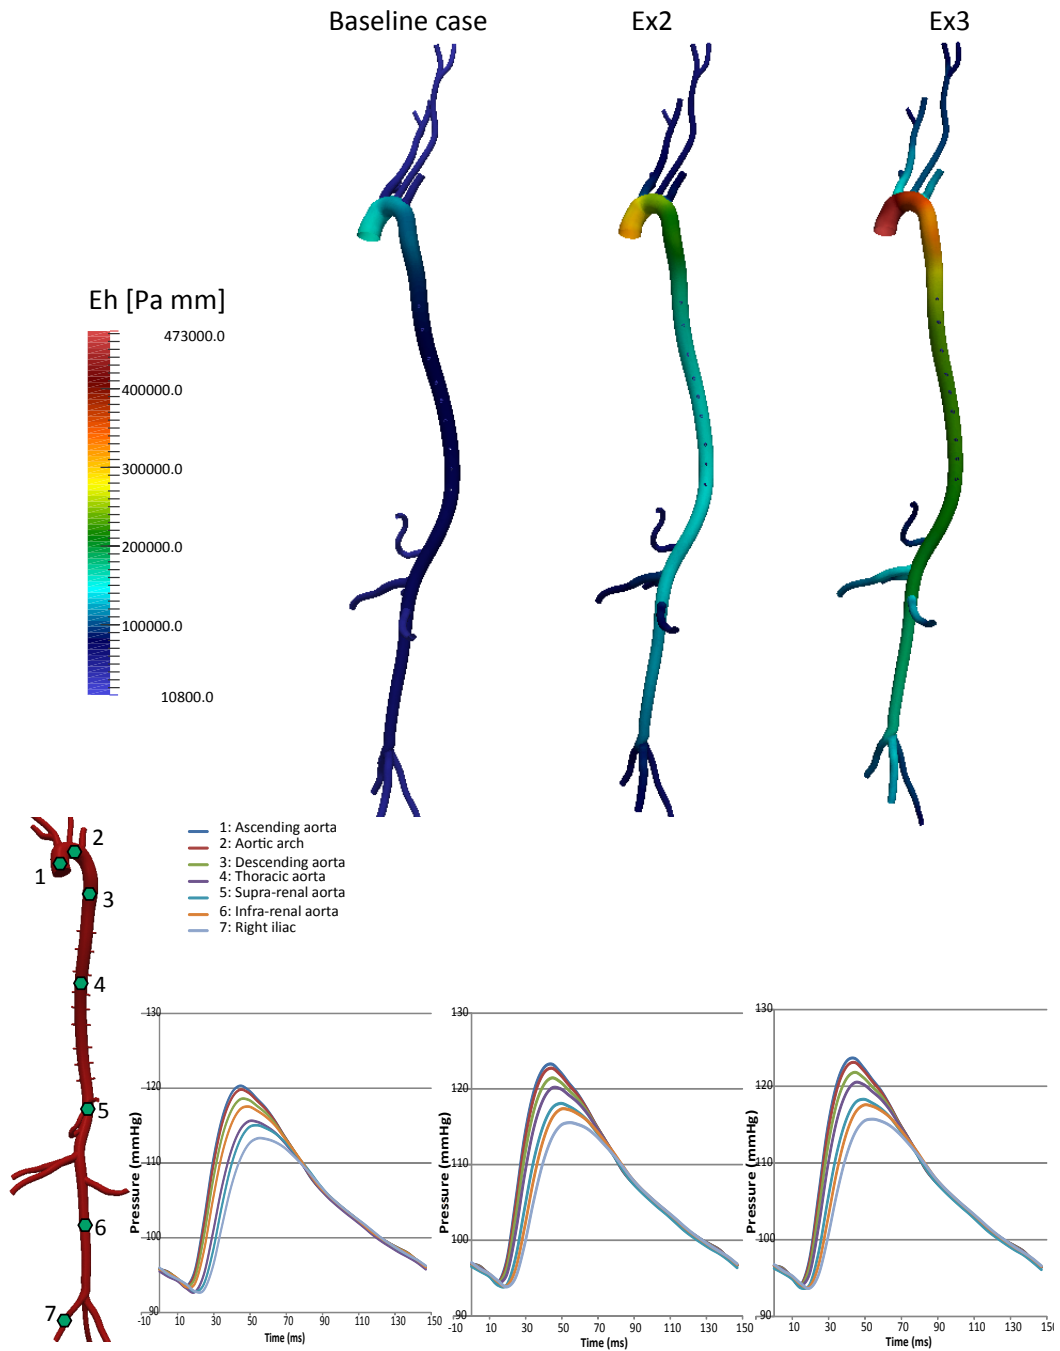 Baseline case
Ex2
Ex3
Eh [Pa mm]
473000.0
400000.0
300000.0
200000.0
100000.0
10800.0
1
2
3
4
5
6
7
1: Ascending aorta
2: Aortic arch
3: Descending aorta
4: Thoracic aorta
5: Supra-renal aorta
6: Infra-renal aorta
7: Right iliac
Pressure (mmHg)
130
120
110
100
90
-10 10 30 50 70 90 110 130 150
Time (ms)
Pressure (mmHg)
130
120
110
100
90
-10 10 30 50 70 90 110 130 150
Time (ms)
Pressure (mmHg)
130
120
110
100
90
10 30 50 70 90 110 130 150
Time (ms)